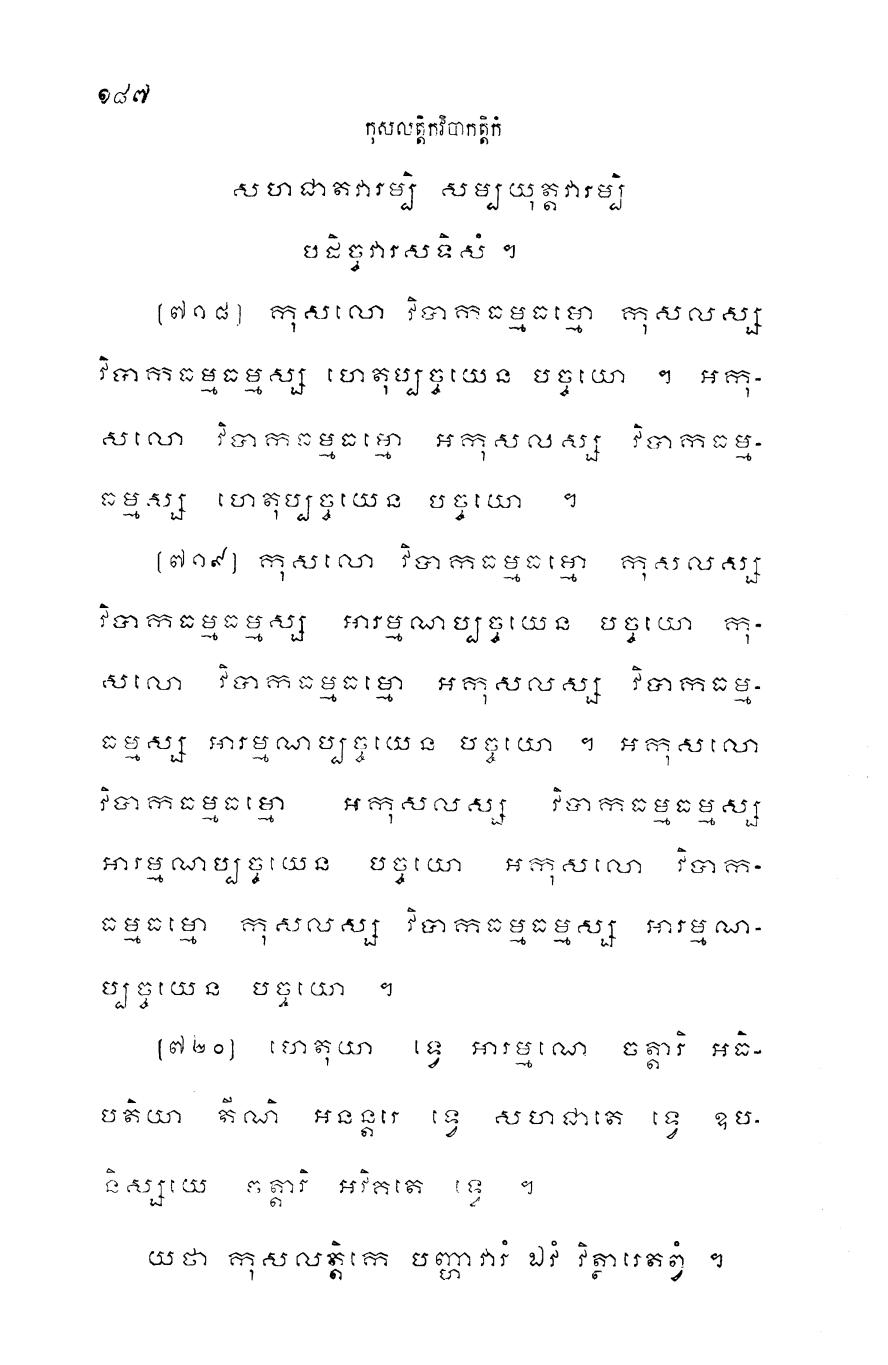 ១៨៧
កុសលត្តិកវិបាកត្តិកំ
សហជាតវារម្បិ សម្បយុត្តវារម្បិ
បដិច្ចវារសទិសំ ។
(៧១៨) កុសលោ វិបាកធម្មធម្មោ កុសលស្ស
វិបាកធម្មធម្មស្ស ហេតុប្បច្ចយេន បច្ចយោ ។ អកុ-
សលោ វិបាកធម្មធម្មោ អកុសលស្ស វិបាកធម្ម-
ធម្មស្ស ហេតុប្បច្ចយេន បច្ចយោ ។
(៧១៩) កុសលោ វិបាកធម្មធម្មោ កុសលស្ស
វិបាកធម្មធម្មស្ស អារម្មណប្បច្ចយេន បច្ចយោ កុ-
សលោ វិបាកធម្មធម្មោ អកុសលស្ស វិបាកធម្ម-
ធម្មស្ស អារម្មណប្បច្ចយេន បច្ចយោ ។ អកុសលោ
វិបាកធម្មធម្មោ អកុសលស្ស វិបាកធម្មធម្មស្ស
អារម្មណប្បច្ចយេន បច្ចយោ អកុសលោ វិបាក-
ធម្មធម្មោ កុសលស្ស វិបាកធម្មធម្មស្ស អារម្មណ-
ប្បច្ចយេន បច្ចយោ ។
(៧២០) ហេតុយា ទ្វេ អារម្មណោ ចត្តារិ អធិ-
បតិយា តីណិ អនន្តរេ ទ្វេ សហជាតេ ទ្វេ ឧប-
និស្សយេ ចត្តារិ អវិគតេ ទ្វេ ។
យថា កុសលត្តិកេ បញ្ហាវារំ ឯវំ វិត្ថារេតព្វំ ។